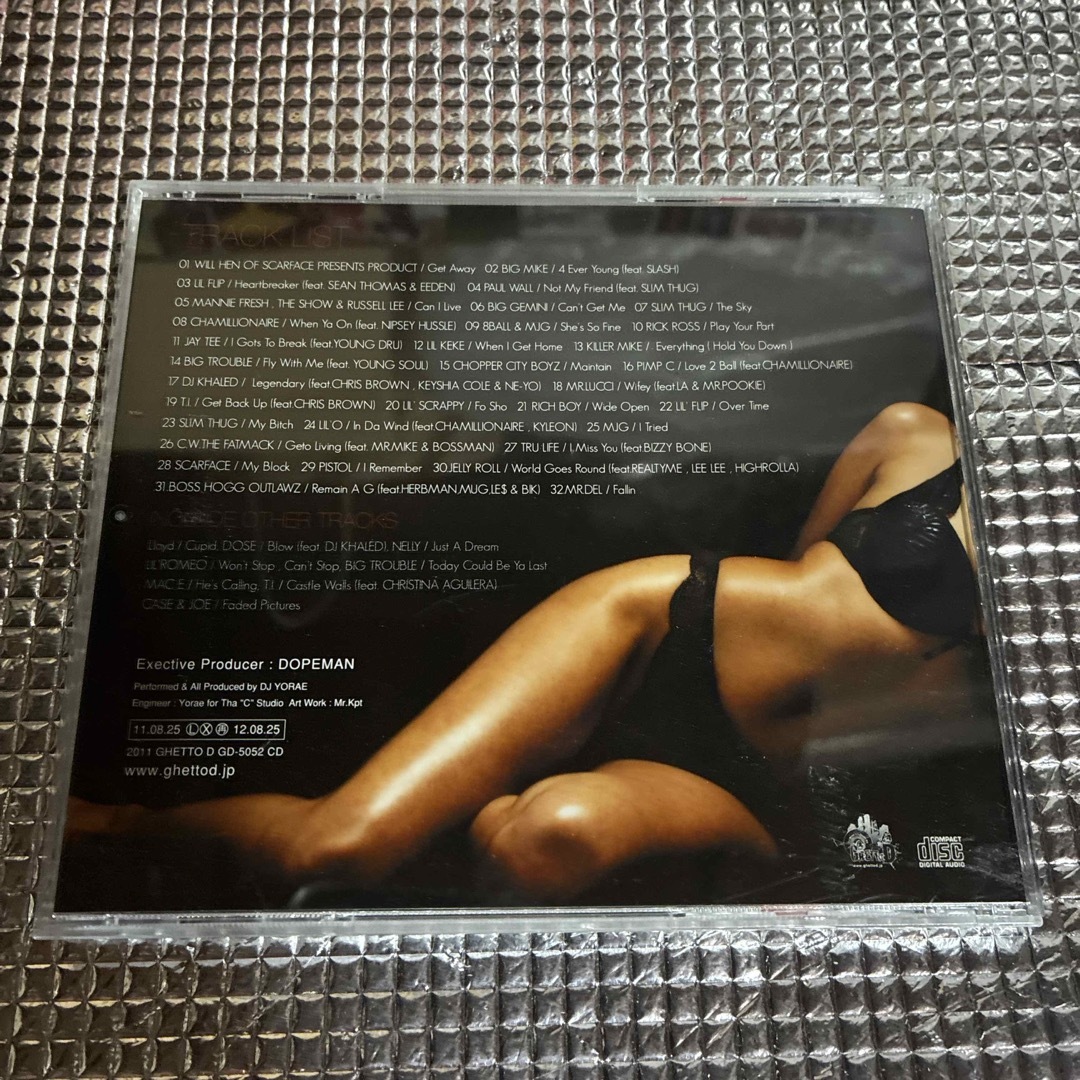 TRACK LIST
01 WILL HEN OF SCARFACE PRESENTS PRODUCT / Get Away 02 BIG MIKE / 4 Ever Young (feat. SLASH)
03 LIL FLIP / Heartbreaker (feat. SEAN THOMAS & EEDEN) 04 PAUL WALL / Not My Friend (feat. SLIM THUG)
05 MANNIE FRESH , THE SHOW & RUSSELL LEE / Can I Live 06 BIG GEMINI / Can't Get Me 07 SLIM THUG / The Sky
08 CHAMILLIONAIRE / When Ya On (feat. NIPSEY HUSSLE) 09 8BALL & MJG / She's So Fine 10 RICK ROSS / Play Your Part
11 JAY TEE / I Gots To Break (feat.YOUNG DRU) 12 LIL KEKE / When I Get Home 13 KILLER MIKE / Everything ( Hold You Down )
14 BIG TROUBLE / Fly With Me (feat. YOUNG SOUL) 15 CHOPPER CITY BOYZ / Maintain 16 PIMP C / Love 2 Ball (feat.CHAMILLIONAIRE)
17 DJ KHALED / Legendary (feat.CHRIS BROWN , KEYSHIA COLE & NE-YO) 18 MR.LUCCI / Wifey (feat.LA & MR.POOKIE)
19 T.I. / Get Back Up (feat.CHRIS BROWN) 20 LIL' SCRAPPY / Fo Sho 21 RICH BOY / Wide Open 22 LIL' FLIP / Over Time
23 SLIM THUG / My Bitch 24 LIL'O / In Da Wind (feat.CHAMILLIONAIRE , KYLEON) 25 MJG / I Tried
26 C.W.THE FATMACK / Geto Living (feat. MR.MIKE & BOSSMAN) 27 TRU LIFE / I Miss You (feat.BIZZY BONE)
28 SCARFACE / My Block 29 PISTOL / I Remember 30.JELLY ROLL / World Goes Round (feat.REALTYME , LEE LEE , HIGHROLLA)
31.BOSS HOGG OUTLAWZ / Remain A G (feat.HERBMAN,MUG,LE$ & BIK) 32.MR.DEL / Fallin
OTHER TRACKS
Lloyd / Cupid, DOSE / Blow (feat. DJ KHALED), NELLY / Just A Dream
LIL'ROMEO / Won't Stop , Can't Stop, BIG TROUBLE / Today Could Be Ya Last
MAC E / He's Calling, T.I. / Castle Walls (feat. CHRISTINA AGUILERA)
CASE & JOE / Faded Pictures
Exective Producer : DOPEMAN
Performed & All Produced by DJ YORAE
Engineer : Yorae for Tha "C" Studio Art Work : Mr.Kpt
11.08.25 Ⓛ Ⓧ ㊢ 12.08.25
2011 GHETTO D GD-5052 CD
www.ghettod.jp
www.ghettod.jp
COMPACT
disc
DIGITAL AUDIO